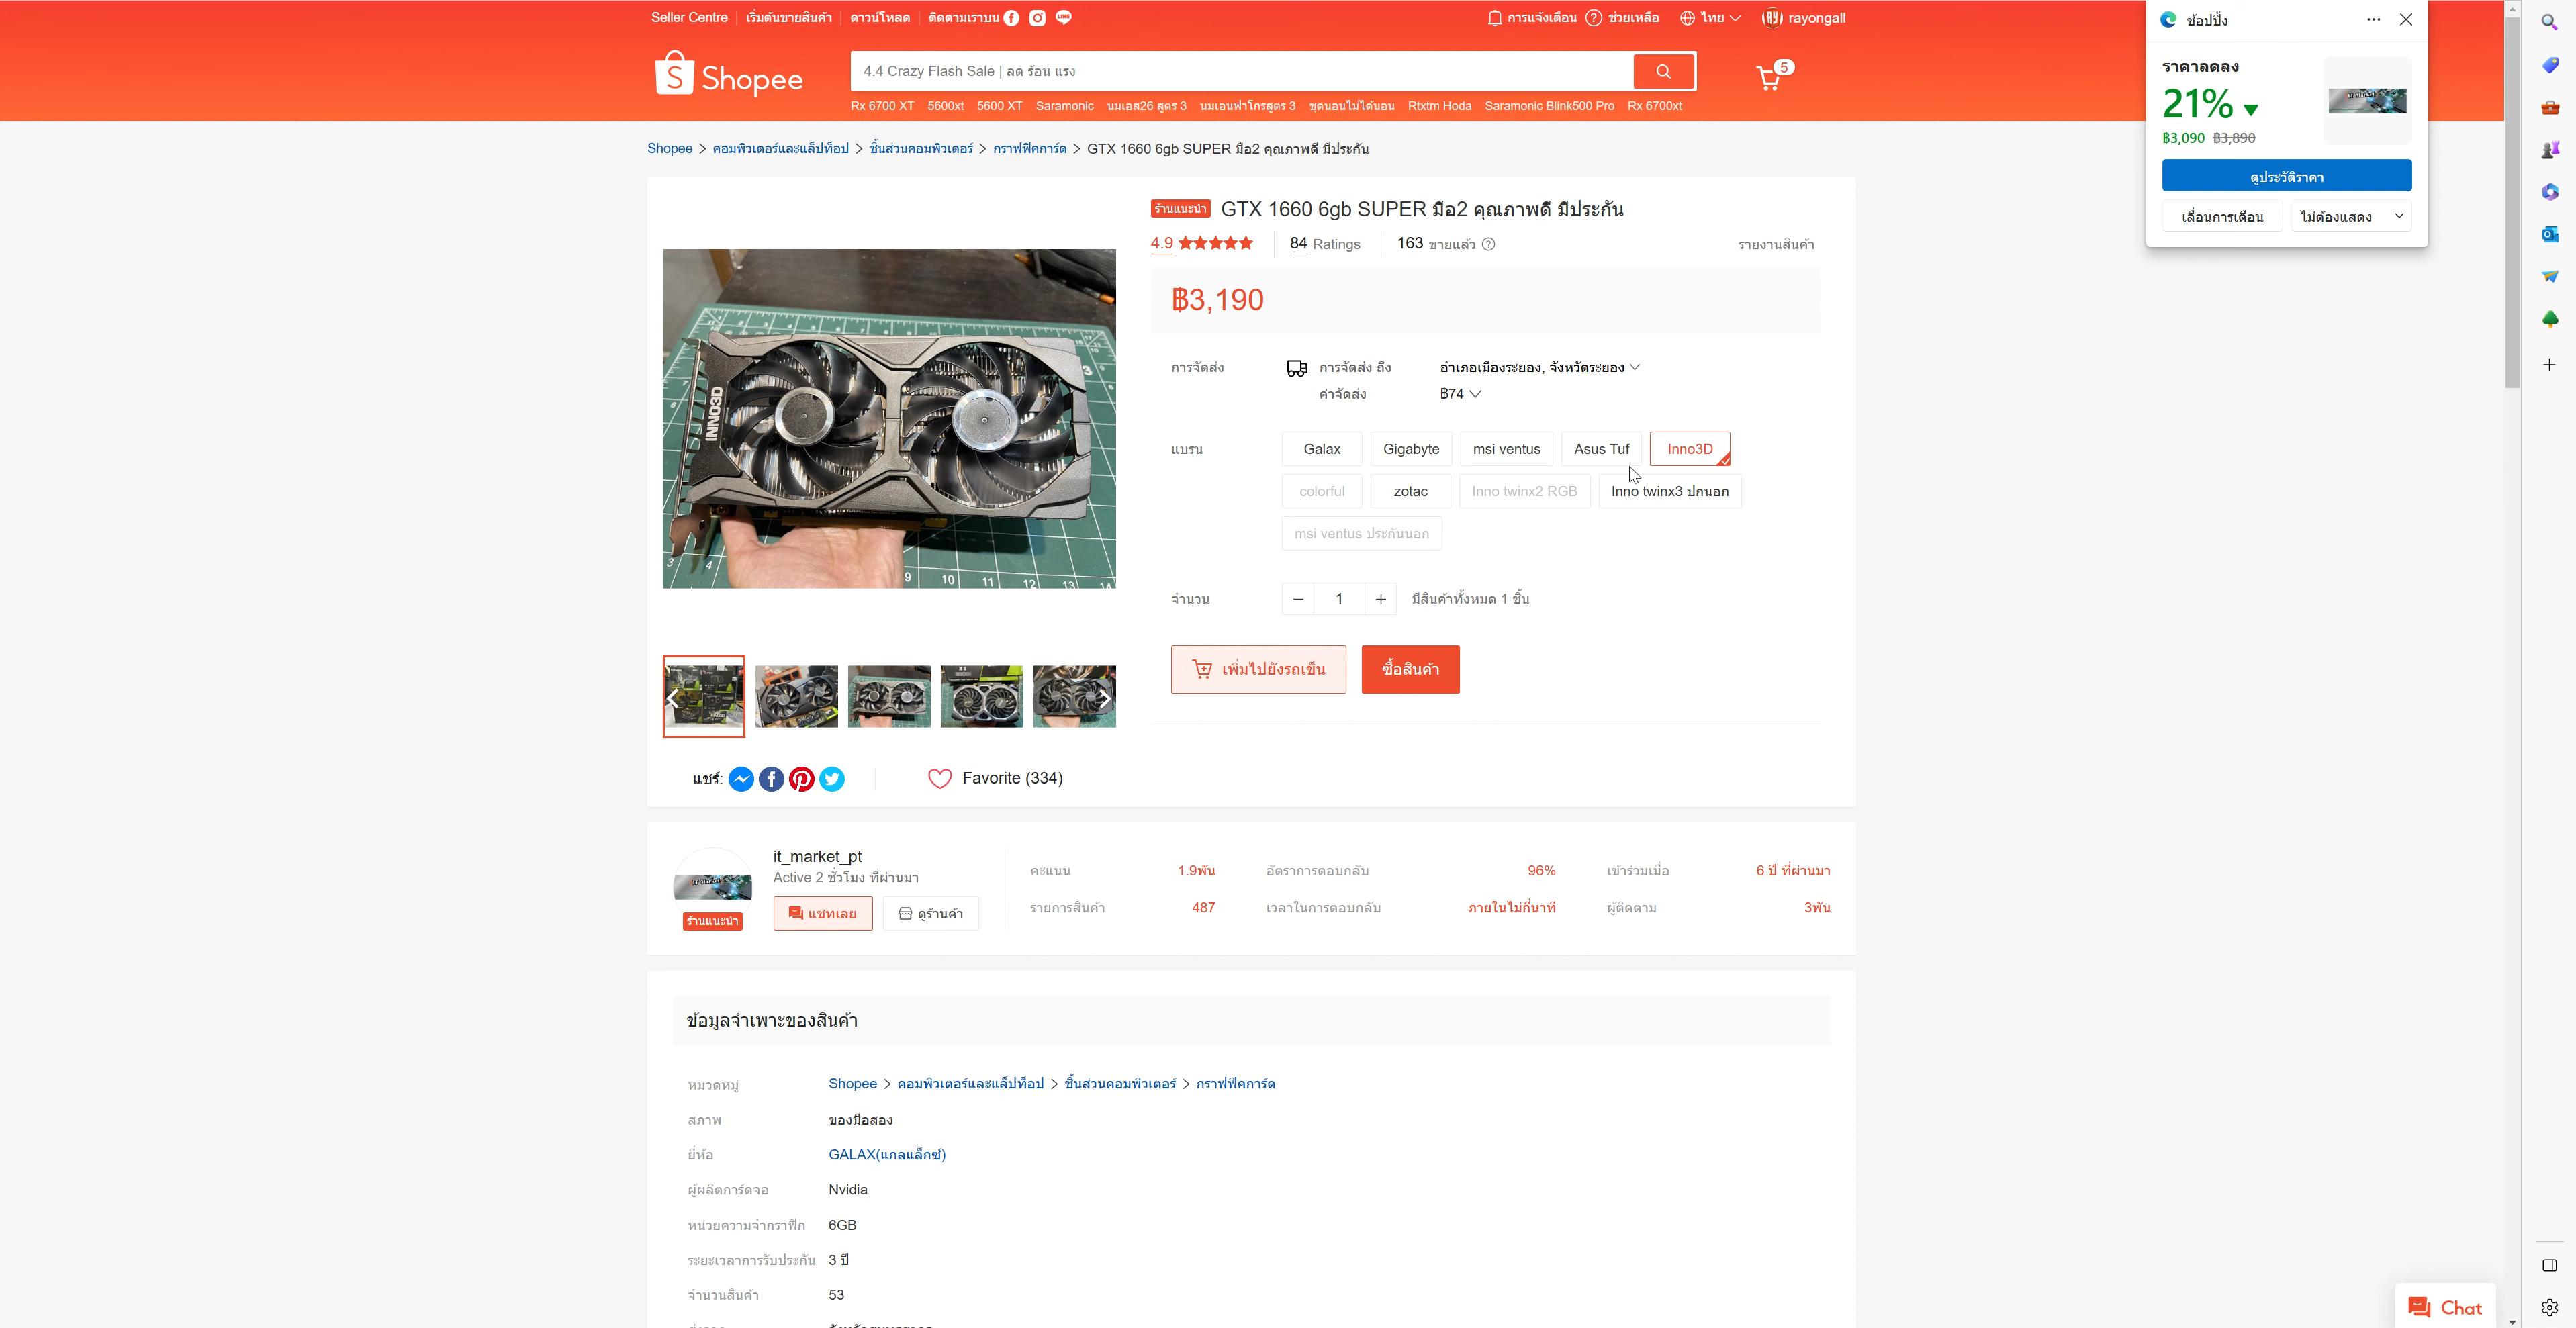 Seller Centre เริ่มต้นขายสินค้า ดาวน์โหลด ติดตามเราบน
การแจ้งเตือน ช่วยเหลือ ไทย rayongall
Shopee
4.4 Crazy Flash Sale | ลด ร้อน แรง
5
Rx 6700 XT 5600xt 5600 XT Saramonic นมเอส26 สูตร 3 นมเอนฟาโกรสูตร 3 ชุดนอนไม่ได้นอน Rtxtm Hoda Saramonic Blink500 Pro Rx 6700xt
ช้อปปิ้ง
ราคาลดลง
21%
฿3,090 ฿3,890
ดูประวัติราคา
เลื่อนการเตือน ไม่ต้องแสดง
Shopee > คอมพิวเตอร์และแล็ปท็อป > ชิ้นส่วนคอมพิวเตอร์ > กราฟฟิคการ์ด > GTX 1660 6gb SUPER มือ2 คุณภาพดี มีประกัน
ร้านแนะนำ GTX 1660 6gb SUPER มือ2 คุณภาพดี มีประกัน
4.9 84 Ratings 163 ขายแล้ว รายงานสินค้า
฿3,190
การจัดส่ง การจัดส่ง ถึง อำเภอเมืองระยอง, จังหวัดระยอง
ค่าจัดส่ง ฿74
แบรน Galax Gigabyte msi ventus Asus Tuf Inno3D
colorful zotac Inno twinx2 RGB Inno twinx3 ปกนอก
msi ventus ประกันนอก
INNO3D
3 4 9 10 11 12 13 14
จำนวน 1 มีสินค้าทั้งหมด 1 ชิ้น
เพิ่มไปยังรถเข็น ซื้อสินค้า
แชร์: Favorite (334)
it_market_pt
Active 2 ชั่วโมง ที่ผ่านมา
ร้านแนะนำ
แชทเลย ดูร้านค้า
คะแนน 1.9พัน อัตราการตอบกลับ 96% เข้าร่วมเมื่อ 6 ปี ที่ผ่านมา
รายการสินค้า 487 เวลาในการตอบกลับ ภายในไม่กี่นาที ผู้ติดตาม 3พัน
ข้อมูลจำเพาะของสินค้า
หมวดหมู่ Shopee > คอมพิวเตอร์และแล็ปท็อป > ชิ้นส่วนคอมพิวเตอร์ > กราฟฟิคการ์ด
สภาพ ของมือสอง
ยี่ห้อ GALAX(แกลแล็กซ์)
ผู้ผลิตการ์ดจอ Nvidia
หน่วยความจำกราฟิก 6GB
ระยะเวลาการรับประกัน 3 ปี
จำนวนสินค้า 53
Chat